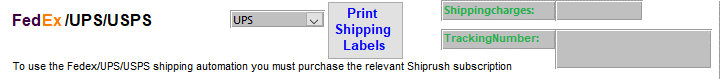 FedEx/UPS/USPS
UPS
Print
Shipping
Labels
Shippingcharges:
TrackingNumber:
To use the Fedex/UPS/USPS shipping automation you must purchase the relevant Shiprush subscription